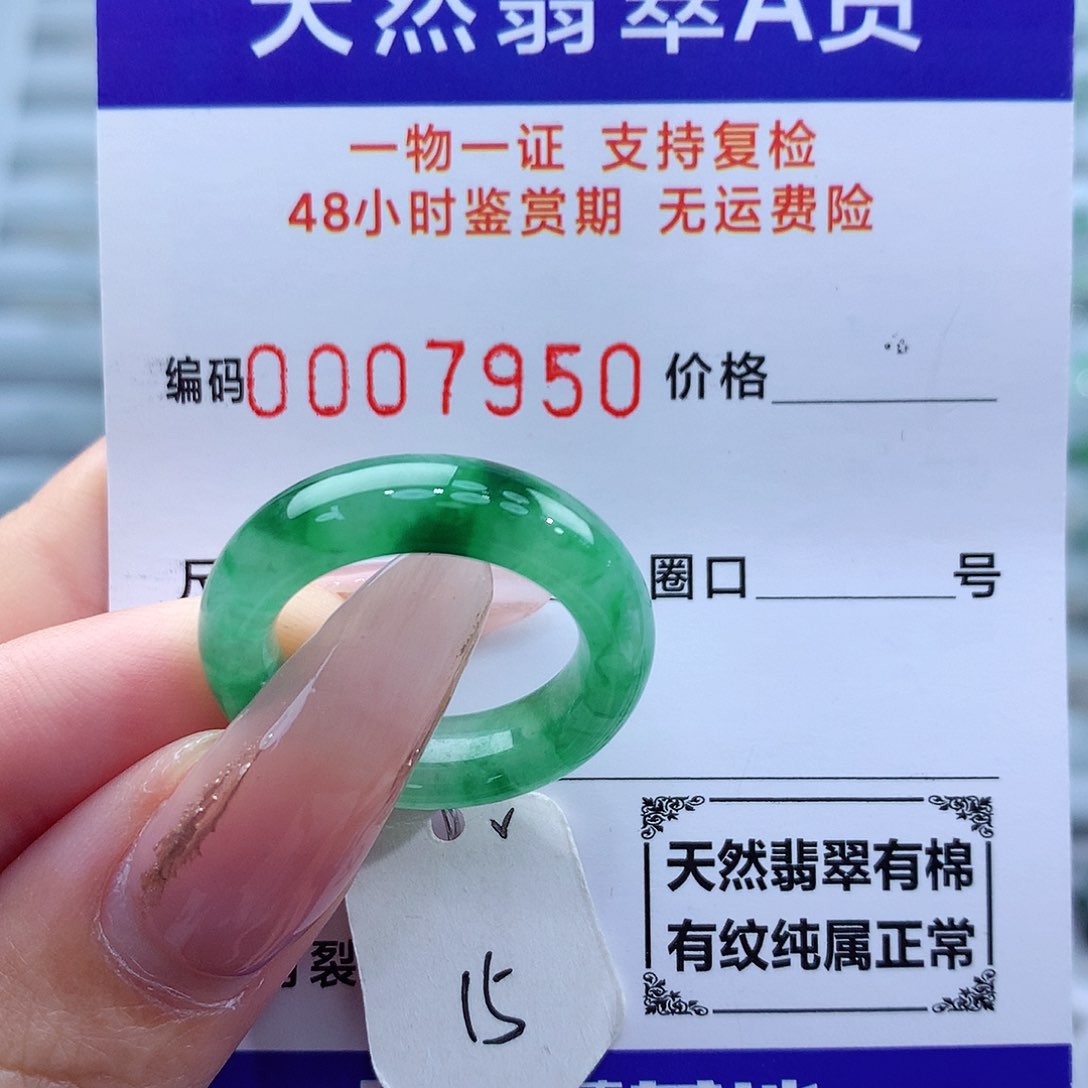 天然翡翠A货
一物一证 支持复检
48小时鉴赏期 无运费险
编码0007950 价格
圈口 号
天然翡翠有棉
有纹纯属正常
裂
15